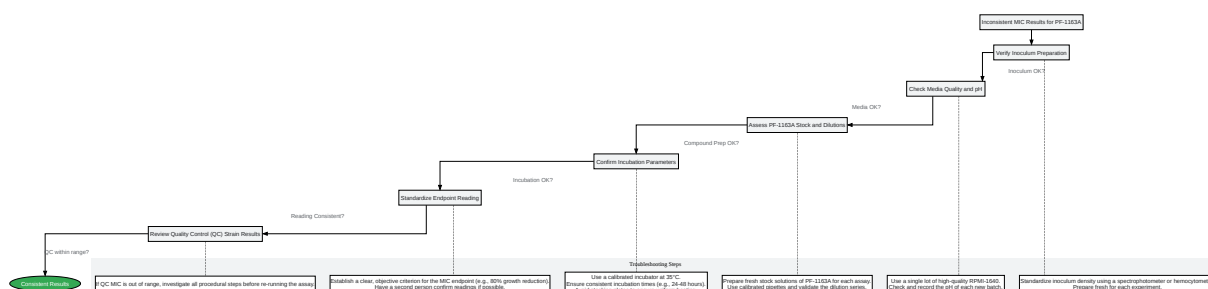 Inconsistent MIC Results for PF-1163A
Verify Inoculum Preparation
Inoculum OK?
Check Media Quality and pH
Media OK?
Assess PF-1163A Stock and Dilutions
Compound Prep OK?
Confirm Incubation Parameters
Incubation OK?
Standardize Endpoint Reading
Reading Consistent?
Review Quality Control (QC) Strain Results
QC within range?
Consistent Results
Troubleshooting Steps
If QC MIC is out of range, investigate all procedural steps before re-running the assay.
Establish a clear, objective criterion for the MIC endpoint (e.g., 80% growth reduction).
Have a second person confirm readings if possible.
Use a calibrated incubator at 35°C.
Ensure consistent incubation times (e.g., 24-48 hours).
Prepare fresh stock solutions of PF-1163A for each assay.
Use calibrated pipettes and validate the dilution series.
Use a single lot of high-quality RPMI-1640.
Check and record the pH of each new batch.
Standardize inoculum density using a spectrophotometer or hemocytomet
Prepare fresh for each experiment.